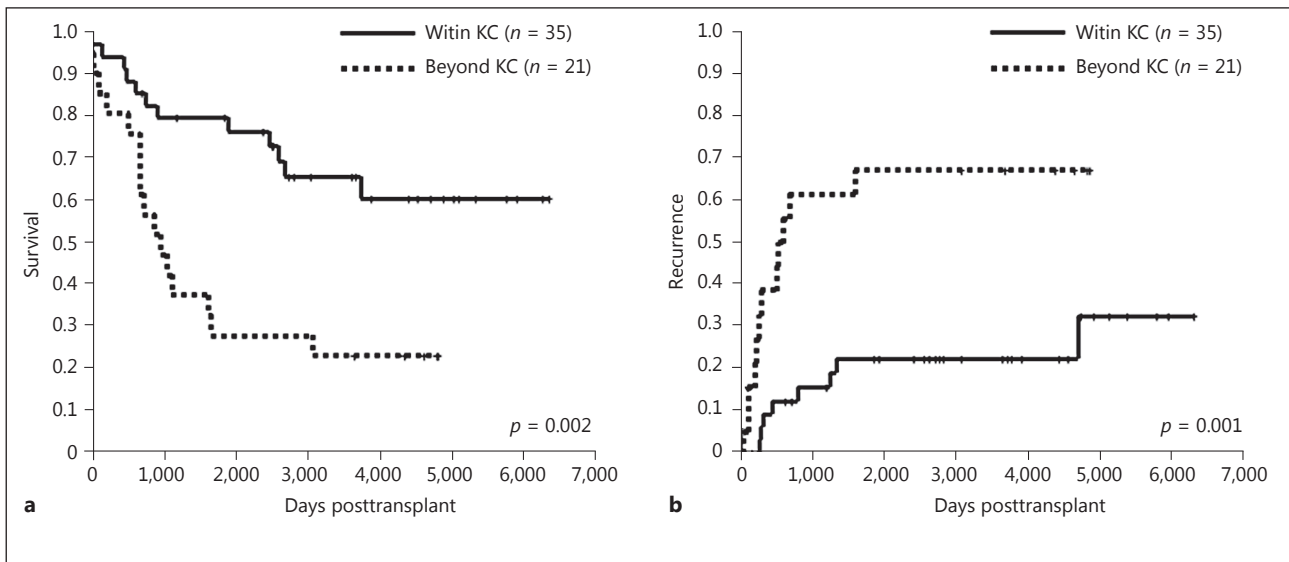 1.0
0.9
0.8
0.7
0.6
0.5
0.4
0.3
0.2
0.1
0
Survival
Witin KC (n = 35)
Beyond KC (n = 21)
p = 0.002
0 1,000 2,000 3,000 4,000 5,000 6,000 7,000
Days posttransplant
a
1.0
0.9
0.8
0.7
0.6
0.5
0.4
0.3
0.2
0.1
0
Recurrence
Witin KC (n = 35)
Beyond KC (n = 21)
p = 0.001
0 1,000 2,000 3,000 4,000 5,000 6,000 7,000
Days posttransplant
b